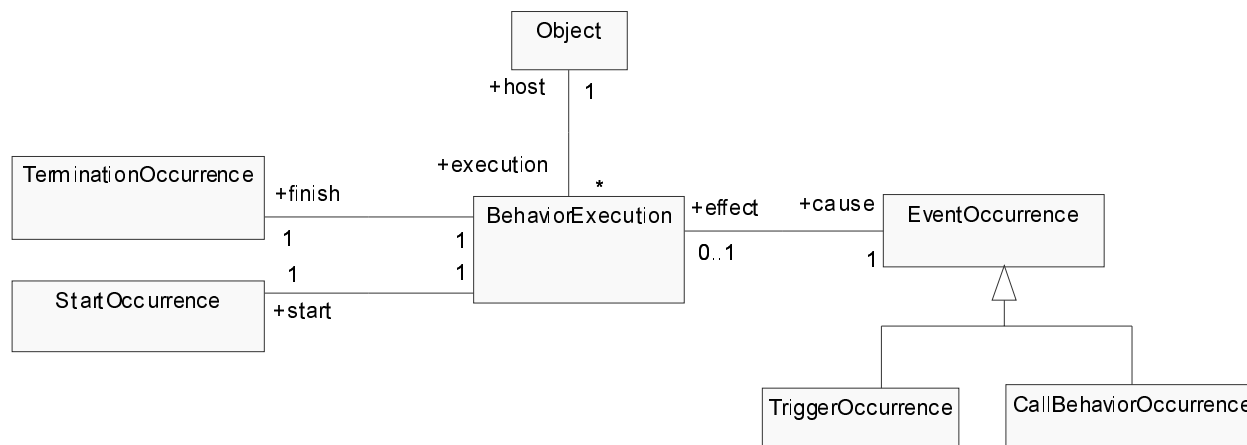 Object
+host
1
+execution
*
TerminationOccurrence
+finish
1
1
BehaviorExecution
+effect
0..1
+cause
1
EventOccurrence
StartOccurrence
1
+start
1
TriggerOccurrence
CallBehaviorOccurrence